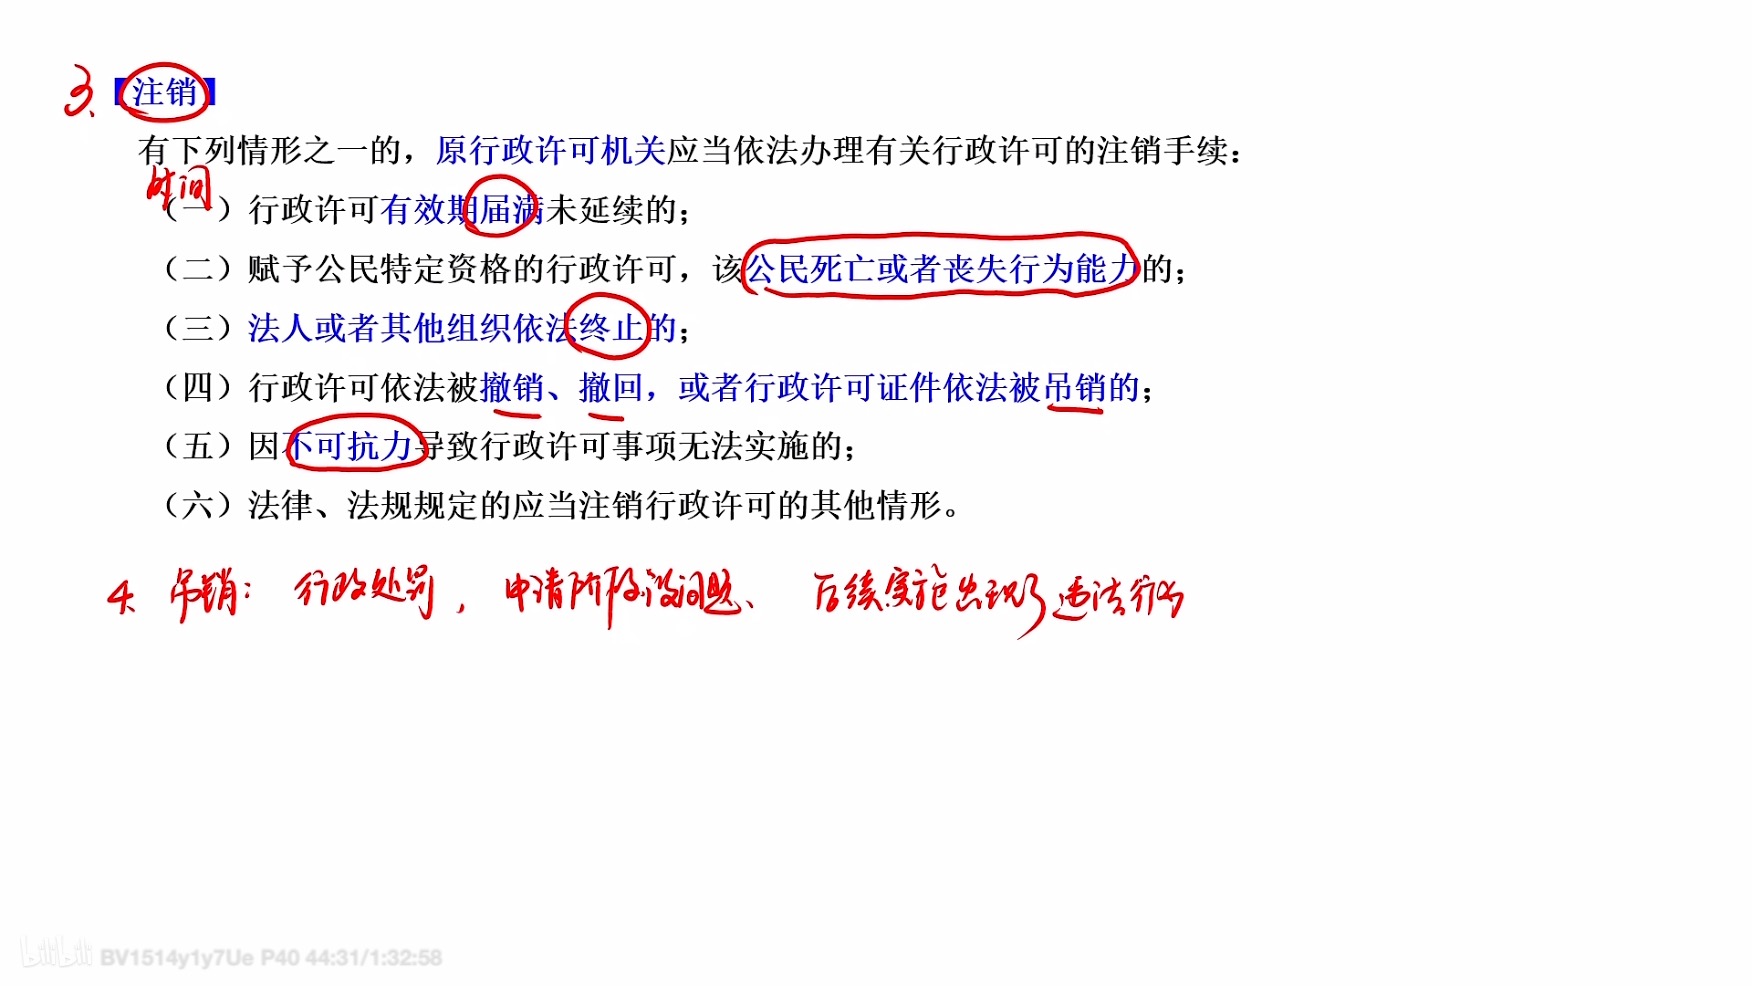 3、【注销】
有下列情形之一的，原行政许可机关应当依法办理有关行政许可的注销手续：
时间
（一）行政许可有效期届满未延续的；
（二）赋予公民特定资格的行政许可，该公民死亡或者丧失行为能力的；
（三）法人或者其他组织依法终止的；
（四）行政许可依法被撤销、撤回，或者行政许可证件依法被吊销的；
（五）因不可抗力导致行政许可事项无法实施的；
（六）法律、法规规定的应当注销行政许可的其他情形。
4、吊销：行政处罚，申请阶段没问题、后续实施出现了违法行为
bilibili BV1514y1y7Ue P40 44:31/1:32:58